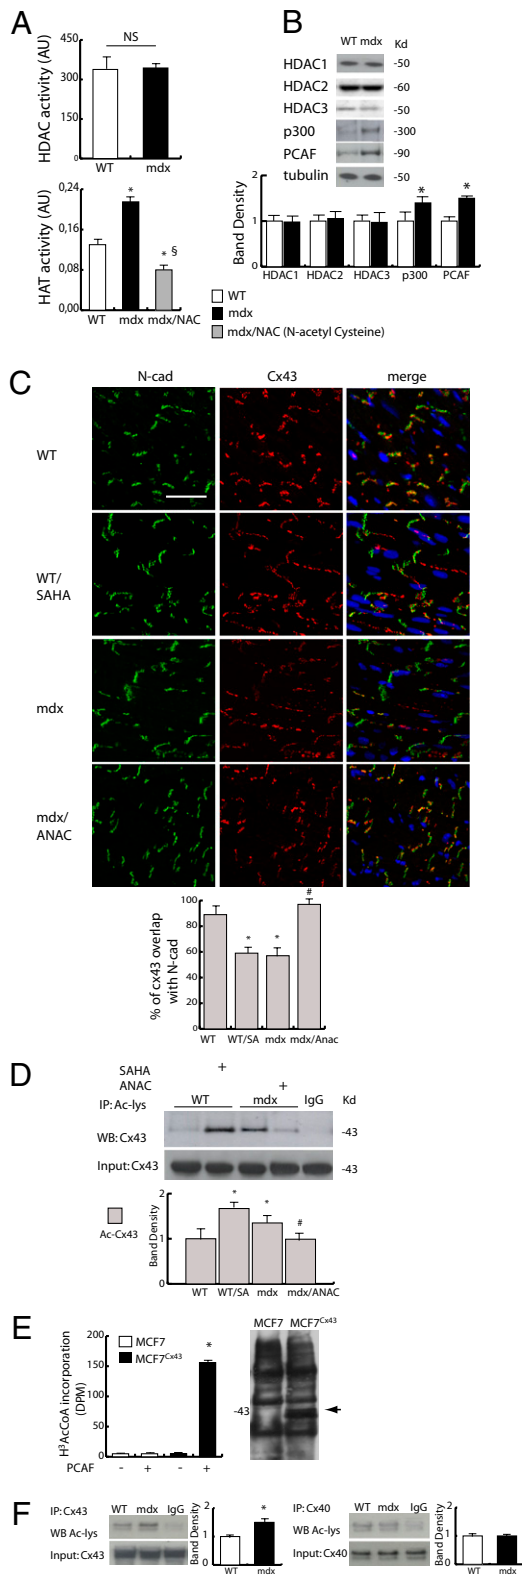 A
HDAC activity (AU)
450
300
150
0
NS
WT mdx
HAT activity (AU)
0,24
0,16
0,08
0,00
*
* §
WT mdx mdx/NAC
WT
mdx
mdx/NAC (N-acetyl Cysteine)
B
WT mdx Kd
HDAC1 -50
HDAC2 -60
HDAC3 -50
p300 -300
PCAF -90
tubulin -50
Band Density
2
1
0
* *
HDAC1 HDAC2 HDAC3 p300 PCAF
C
N-cad Cx43 merge
WT
WT/
SAHA
mdx
mdx/
ANAC
% of cx43 overlap
with N-cad
100
80
60
40
20
0
* * #
WT WT/SA mdx mdx/Anac
D
SAHA +
ANAC +
IP: Ac-lys WT mdx IgG Kd
WB: Cx43 -43
Input: Cx43 -43
Ac-Cx43
Band Density
2
1
0
* * #
WT WT/SA mdx mdx/ANAC
E
H³AcCoA incorporation
(DPM)
200
150
100
50
0
MCF7
MCF7Cx43
*
PCAF - + - +
MCF7 MCF7Cx43
-43
F
IP: Cx43 WT mdx IgG
WB Ac-lys
Input: Cx43
Band Density
2
1
0
*
WT mdx
IP: Cx40 WT mdx IgG
WB Ac-lys
Input: Cx40
Band Density
2
1
0
WT mdx